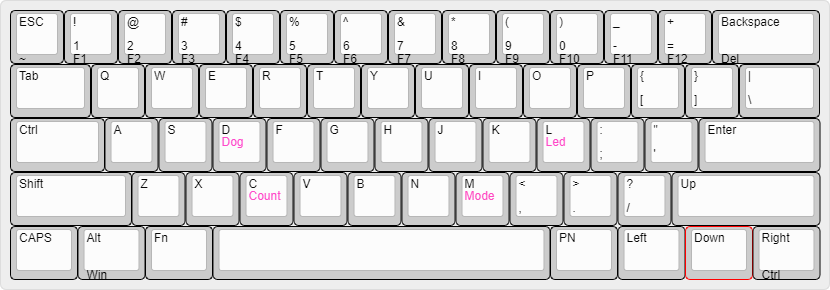 ESC ! @ # $ % ^ & * ( ) _ + Backspace
1 2 3 4 5 6 7 8 9 0 - =
~ F1 F2 F3 F4 F5 F6 F7 F8 F9 F10 F11 F12 Del
Tab Q W E R T Y U I O P { } |
[ ] \
Ctrl A S D F G H J K L : " Enter
Dog Led
; '
Shift Z X C V B N M < > ? Up
Count Mode
, . /
CAPS Alt Fn PN Left Down Right
Win Ctrl